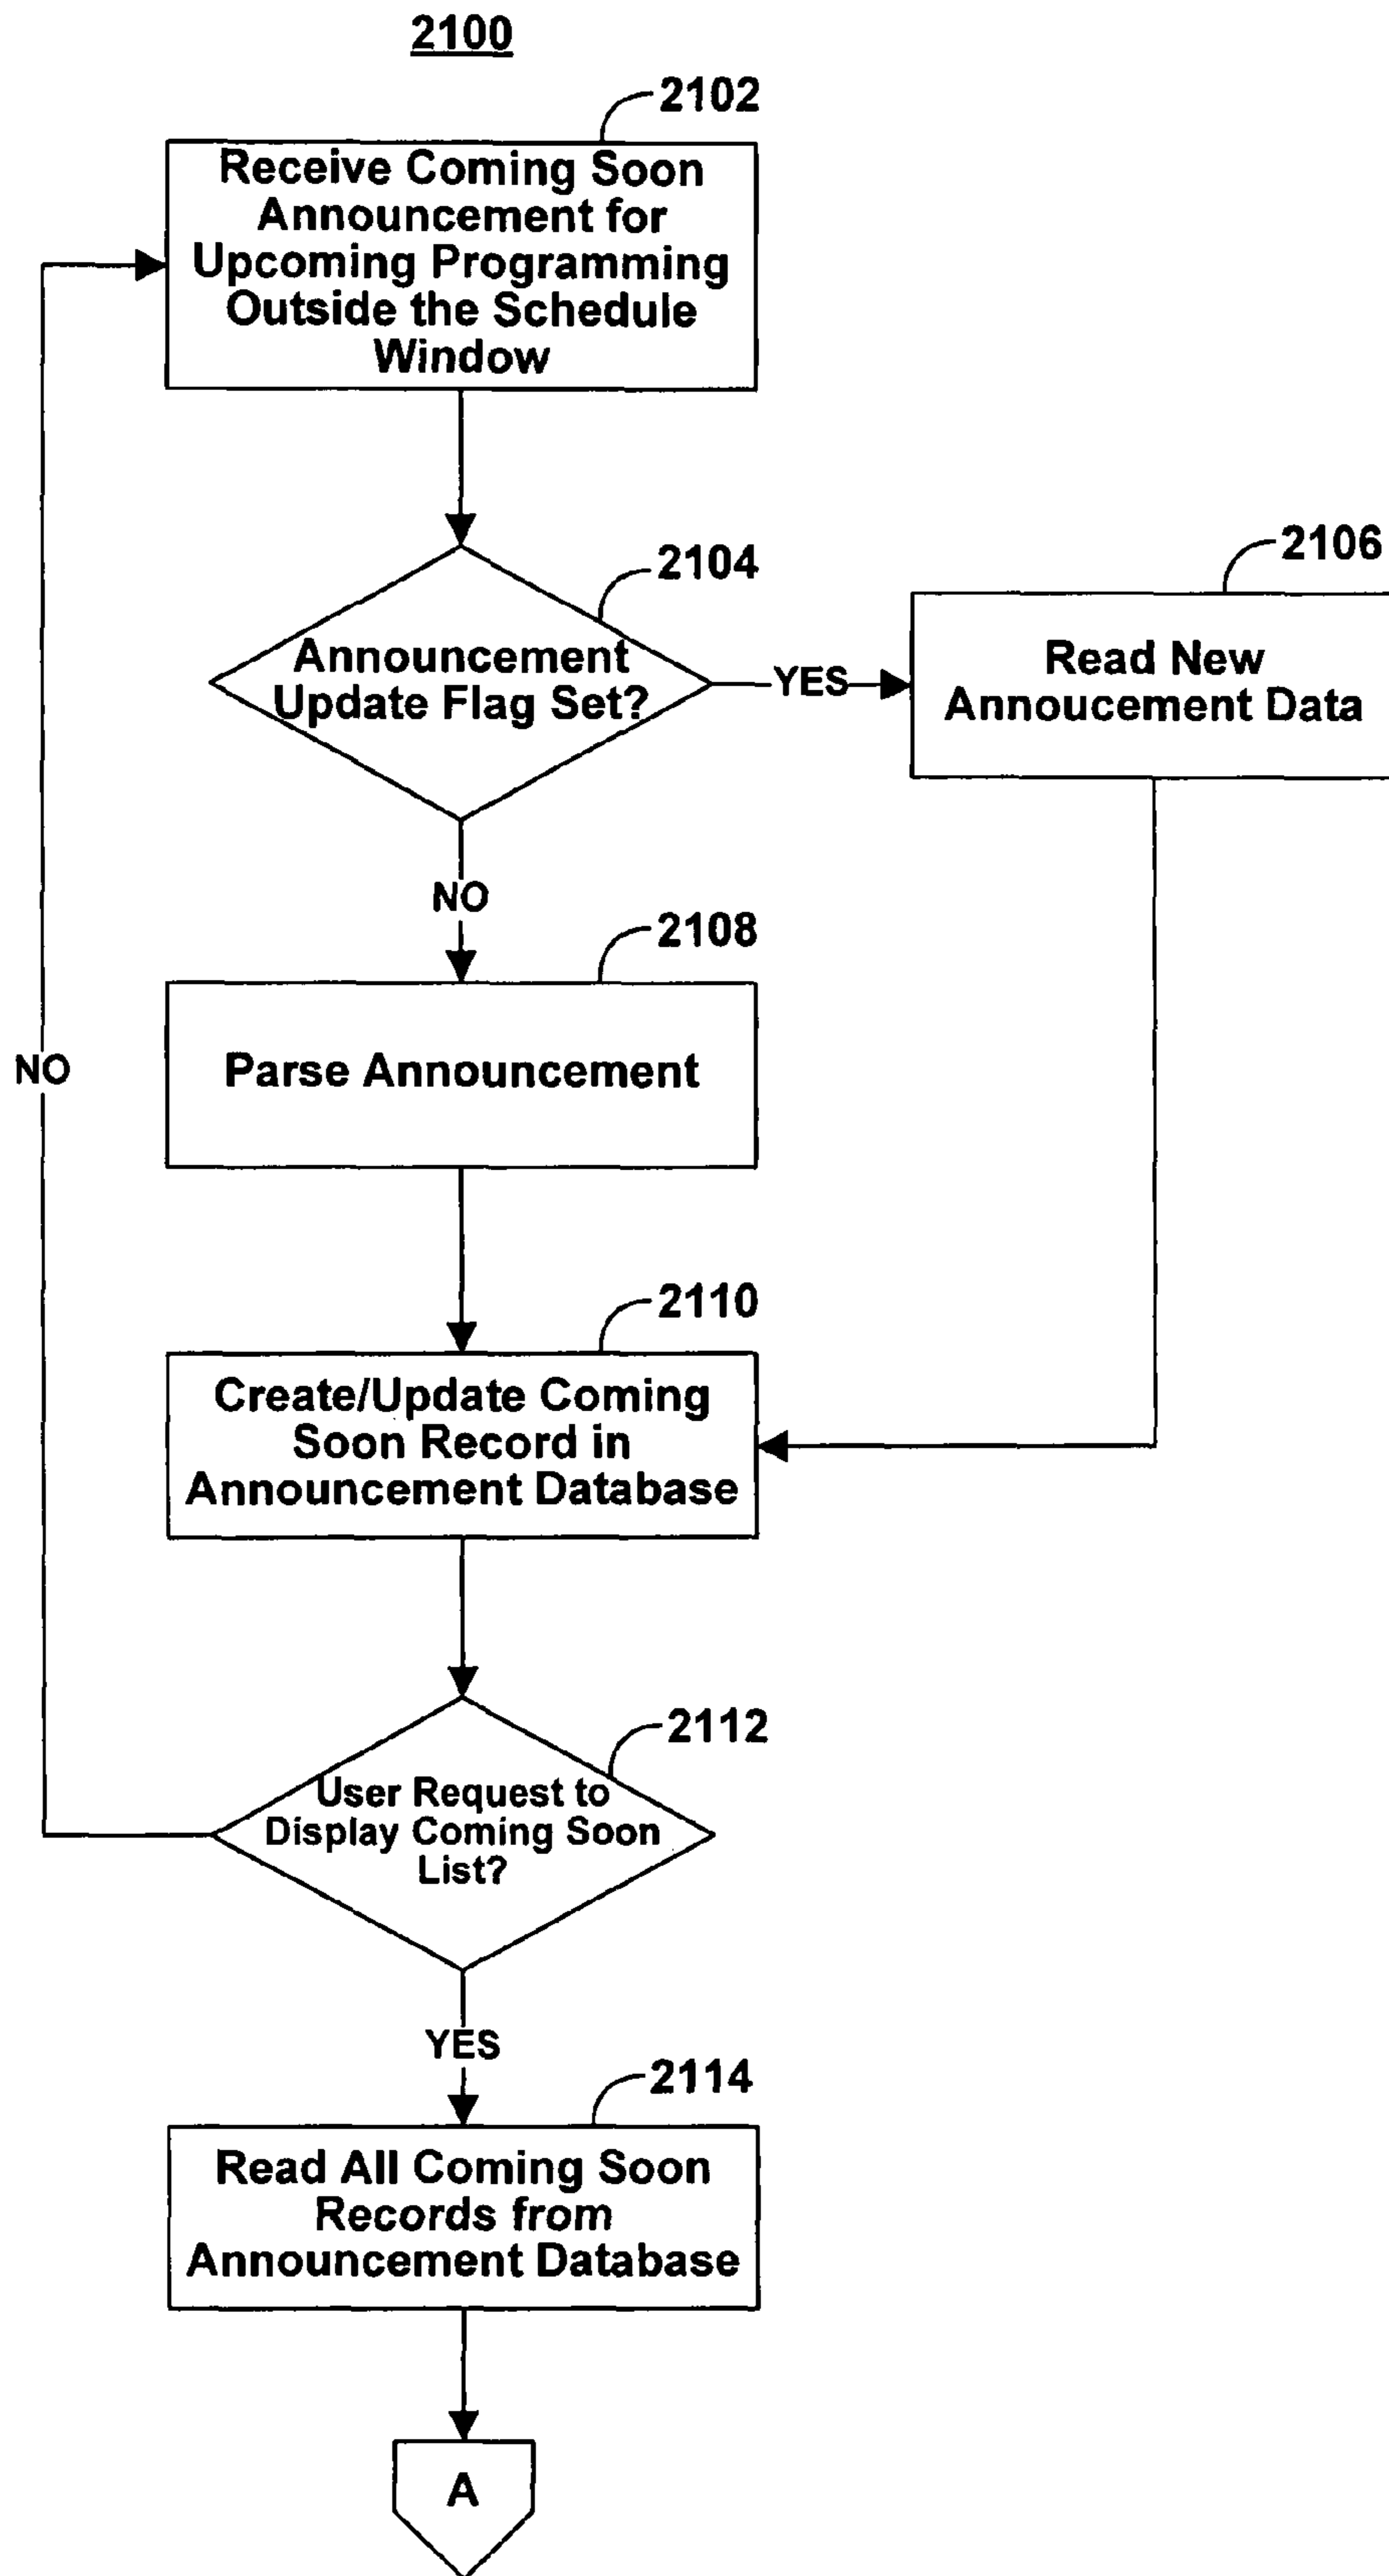 2100
2102
Receive Coming Soon
Announcement for
Upcoming Programming
Outside the Schedule
Window
2104
Announcement
Update Flag Set?
YES
2106
Read New
Annoucement Data
NO
2108
Parse Announcement
NO
2110
Create/Update Coming
Soon Record in
Announcement Database
2112
User Request to
Display Coming Soon
List?
YES
2114
Read All Coming Soon
Records from
Announcement Database
A